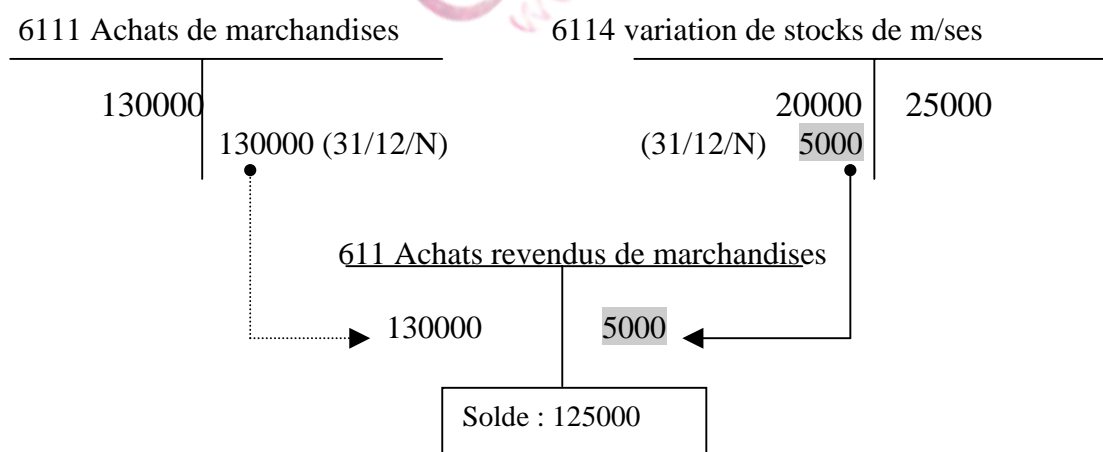 6111 Achats de marchandises 6114 variation de stocks de m/ses
130000 20000 25000
130000 (31/12/N) (31/12/N) 5000
611 Achats revendus de marchandises
130000 5000
Solde : 125000